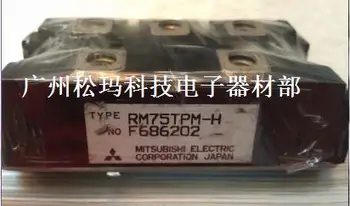 广州松玛科技电子器材部
TYPE RM75TPM-H
NO F686202
MITSUBISHI ELECTRIC
CORPORATION JAPAN